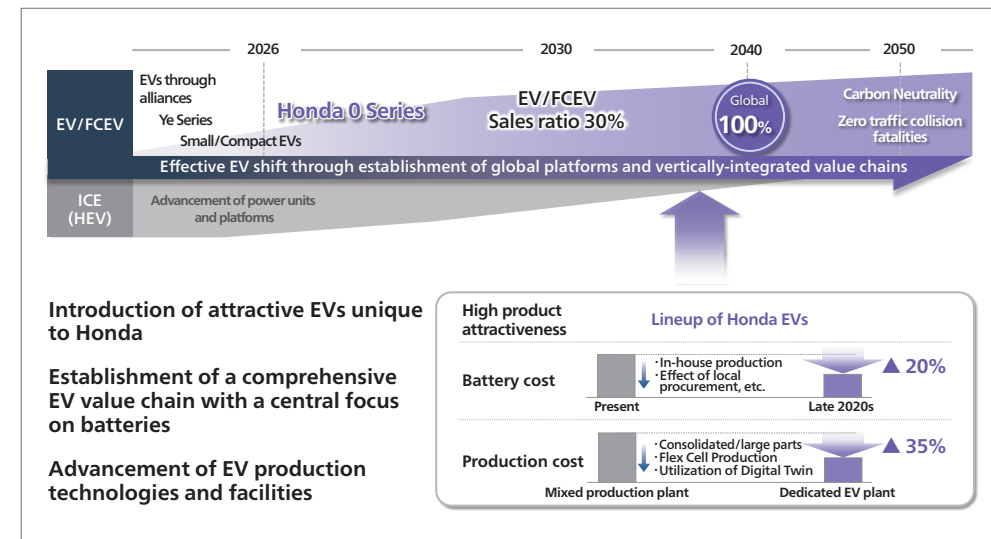 2026
2030
2040
2050
EV/FCEV
EVs through
alliances
Ye Series
Small/Compact EVs
Honda 0 Series
EV/FCEV
Sales ratio 30%
Global
100%
Carbon Neutrality
Zero traffic collision
fatalities
Effective EV shift through establishment of global platforms and vertically-integrated value chains
ICE
(HEV)
Advancement of power units
and platforms
Introduction of attractive EVs unique
to Honda
Establishment of a comprehensive
EV value chain with a central focus
on batteries
Advancement of EV production
technologies and facilities
High product
attractiveness
Lineup of Honda EVs
Battery cost
・In-house production
・Effect of local
procurement, etc.
▲ 20%
Present
Late 2020s
Production cost
・Consolidated/large parts
・Flex Cell Production
・Utilization of Digital Twin
▲ 35%
Mixed production plant
Dedicated EV plant